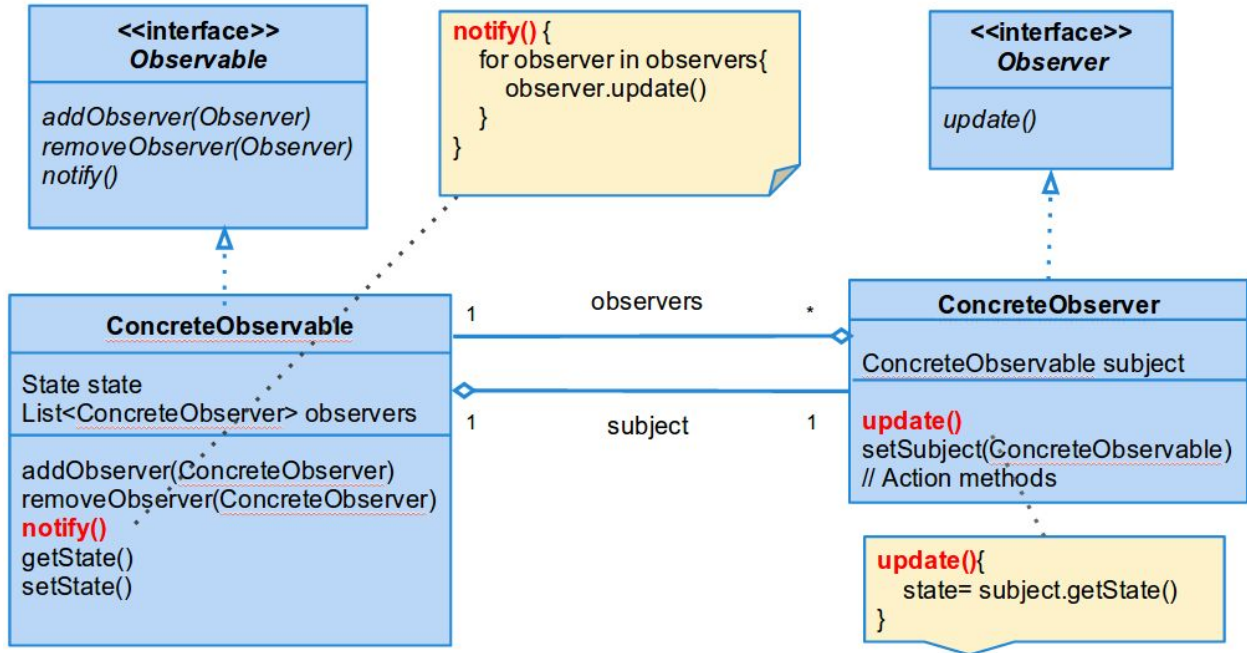 <<interface>>
Observable
addObserver(Observer)
removeObserver(Observer)
notify()
notify() {
for observer in observers{
observer.update()
}
}
<<interface>>
Observer
update()
ConcreteObservable
State state
List<ConcreteObserver> observers
addObserver(ConcreteObserver)
removeObserver(ConcreteObserver)
notify()
getState()
setState()
1
observers
*
1
subject
1
ConcreteObserver
ConcreteObservable subject
update()
setSubject(ConcreteObservable)
// Action methods
update(){
state= subject.getState()
}